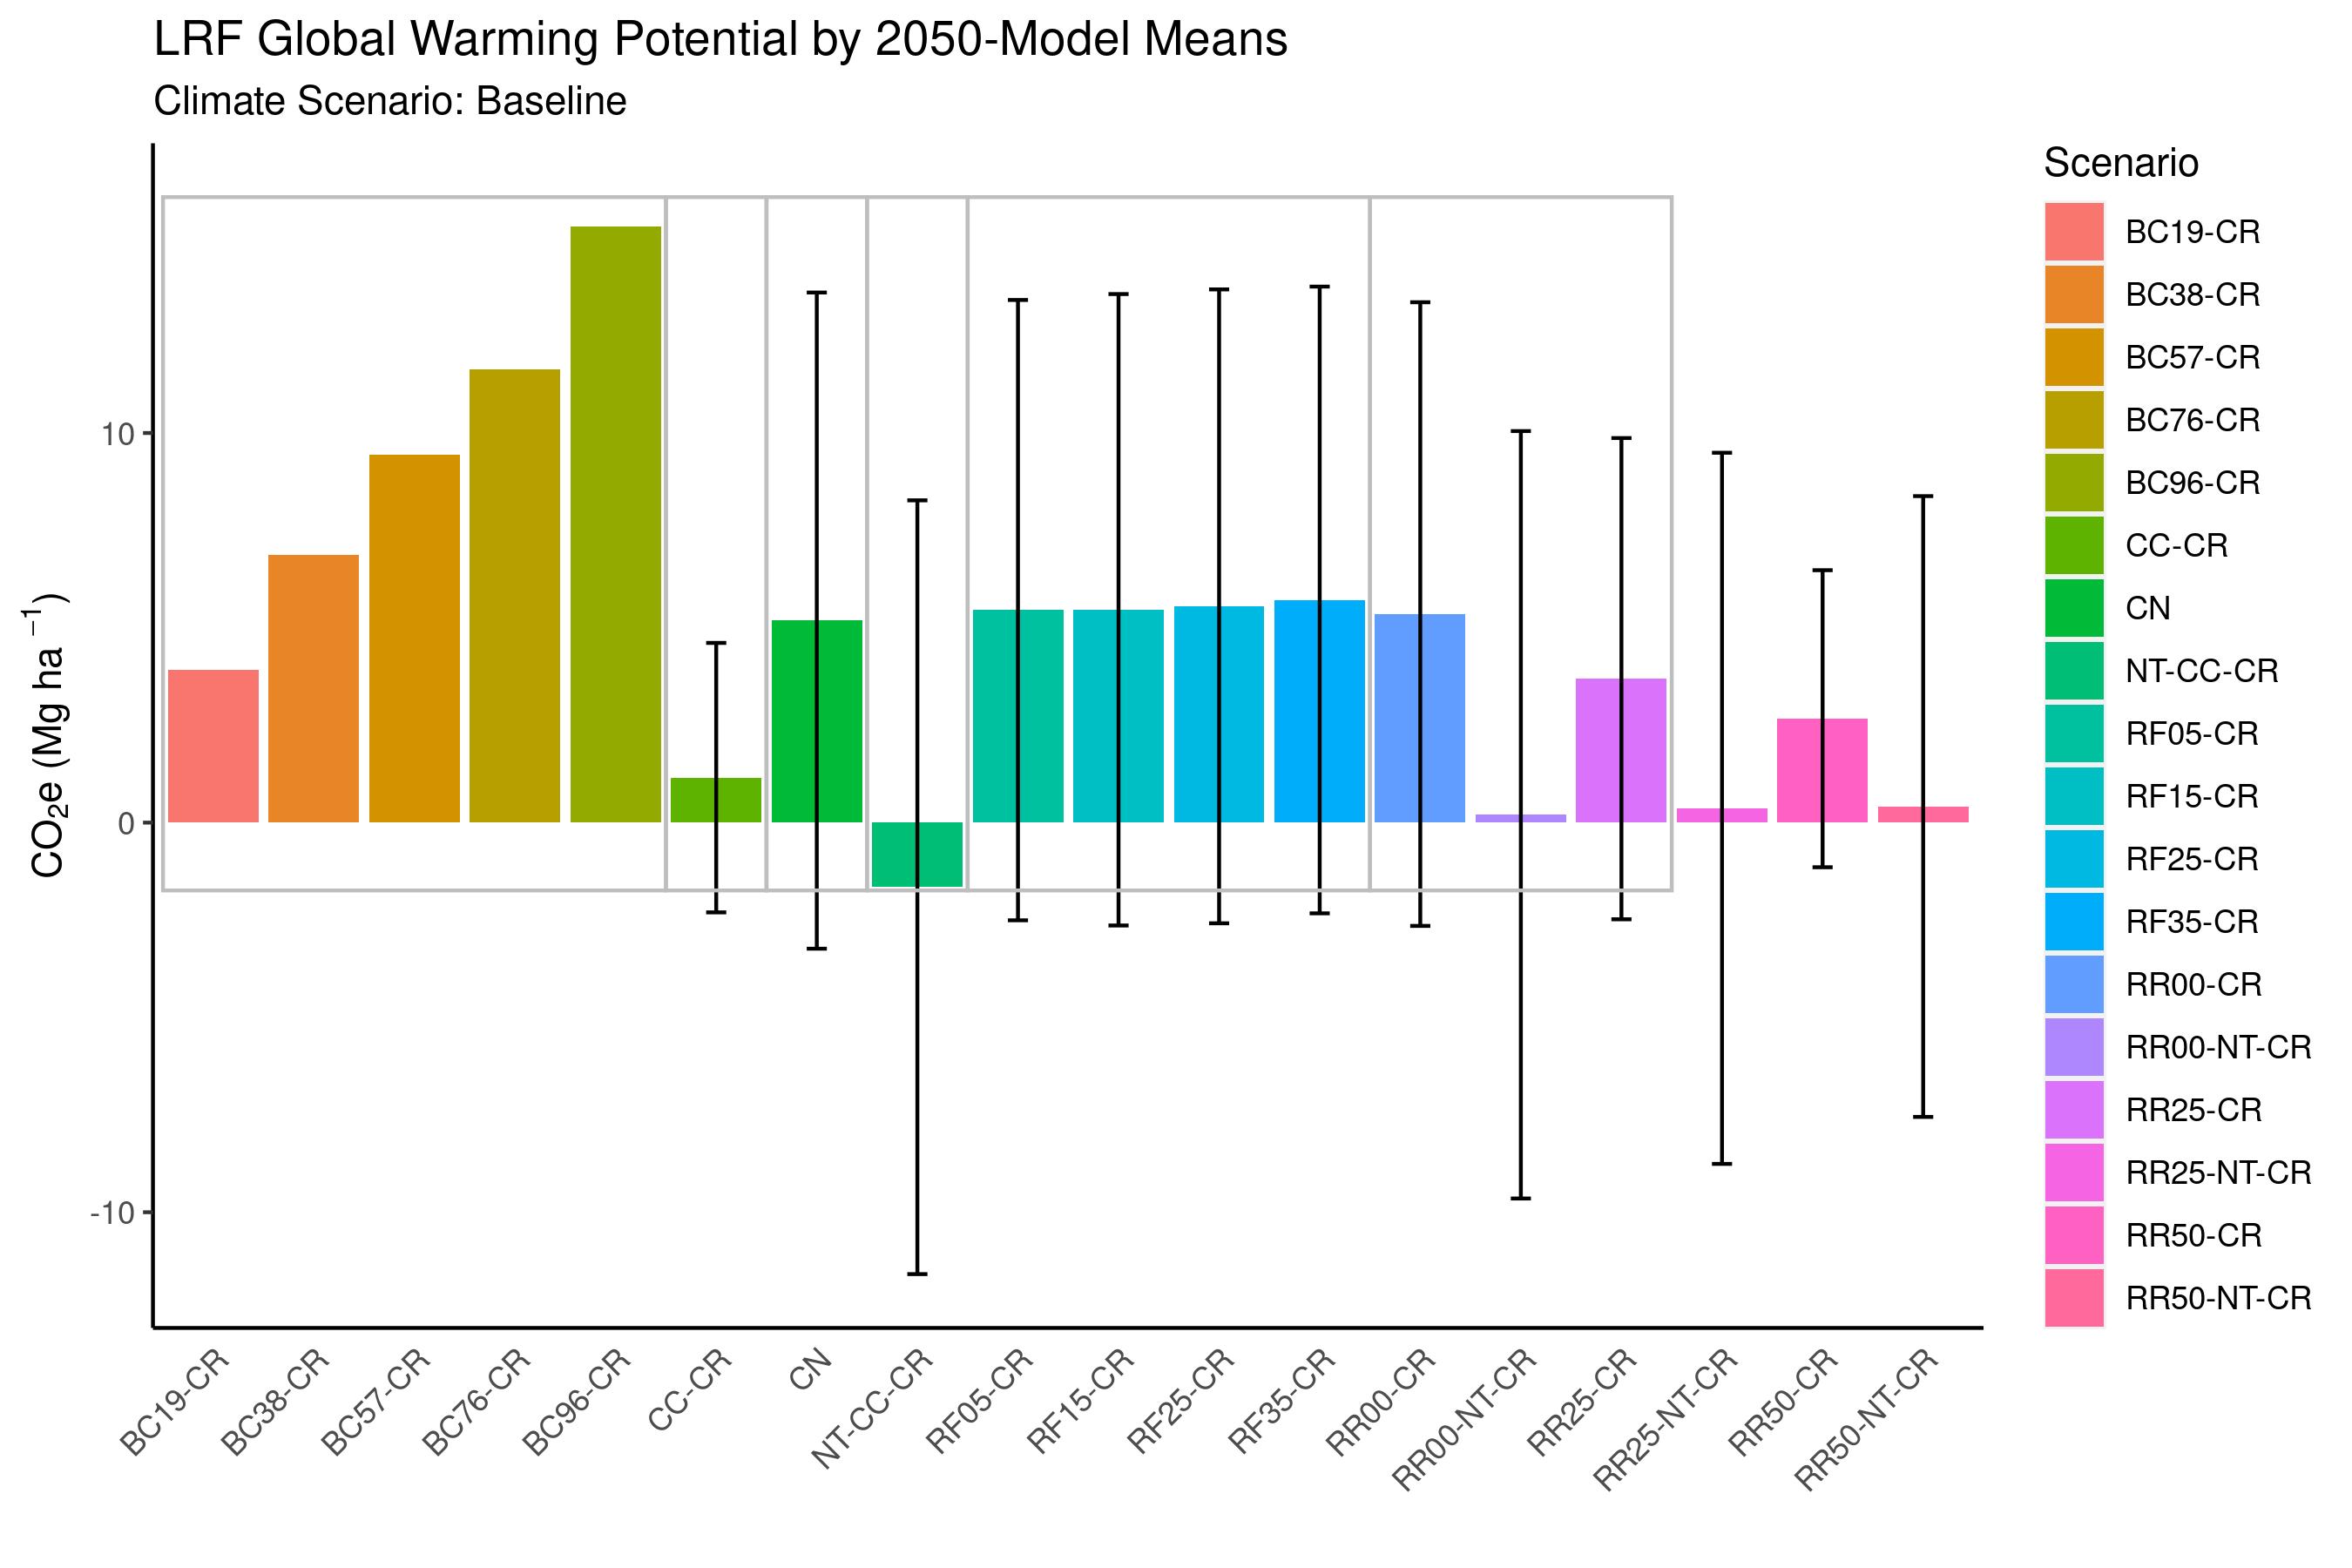 LRF Global Warming Potential by 2050-Model Means
Climate Scenario: Baseline
CO₂e (Mg ha ⁻¹)
10
0
-10
BC19-CR
BC38-CR
BC57-CR
BC76-CR
BC96-CR
CC-CR
CN
NT-CC-CR
RF05-CR
RF15-CR
RF25-CR
RF35-CR
RR00-CR
RR00-NT-CR
RR25-CR
RR25-NT-CR
RR50-CR
RR50-NT-CR
Scenario
BC19-CR
BC38-CR
BC57-CR
BC76-CR
BC96-CR
CC-CR
CN
NT-CC-CR
RF05-CR
RF15-CR
RF25-CR
RF35-CR
RR00-CR
RR00-NT-CR
RR25-CR
RR25-NT-CR
RR50-CR
RR50-NT-CR